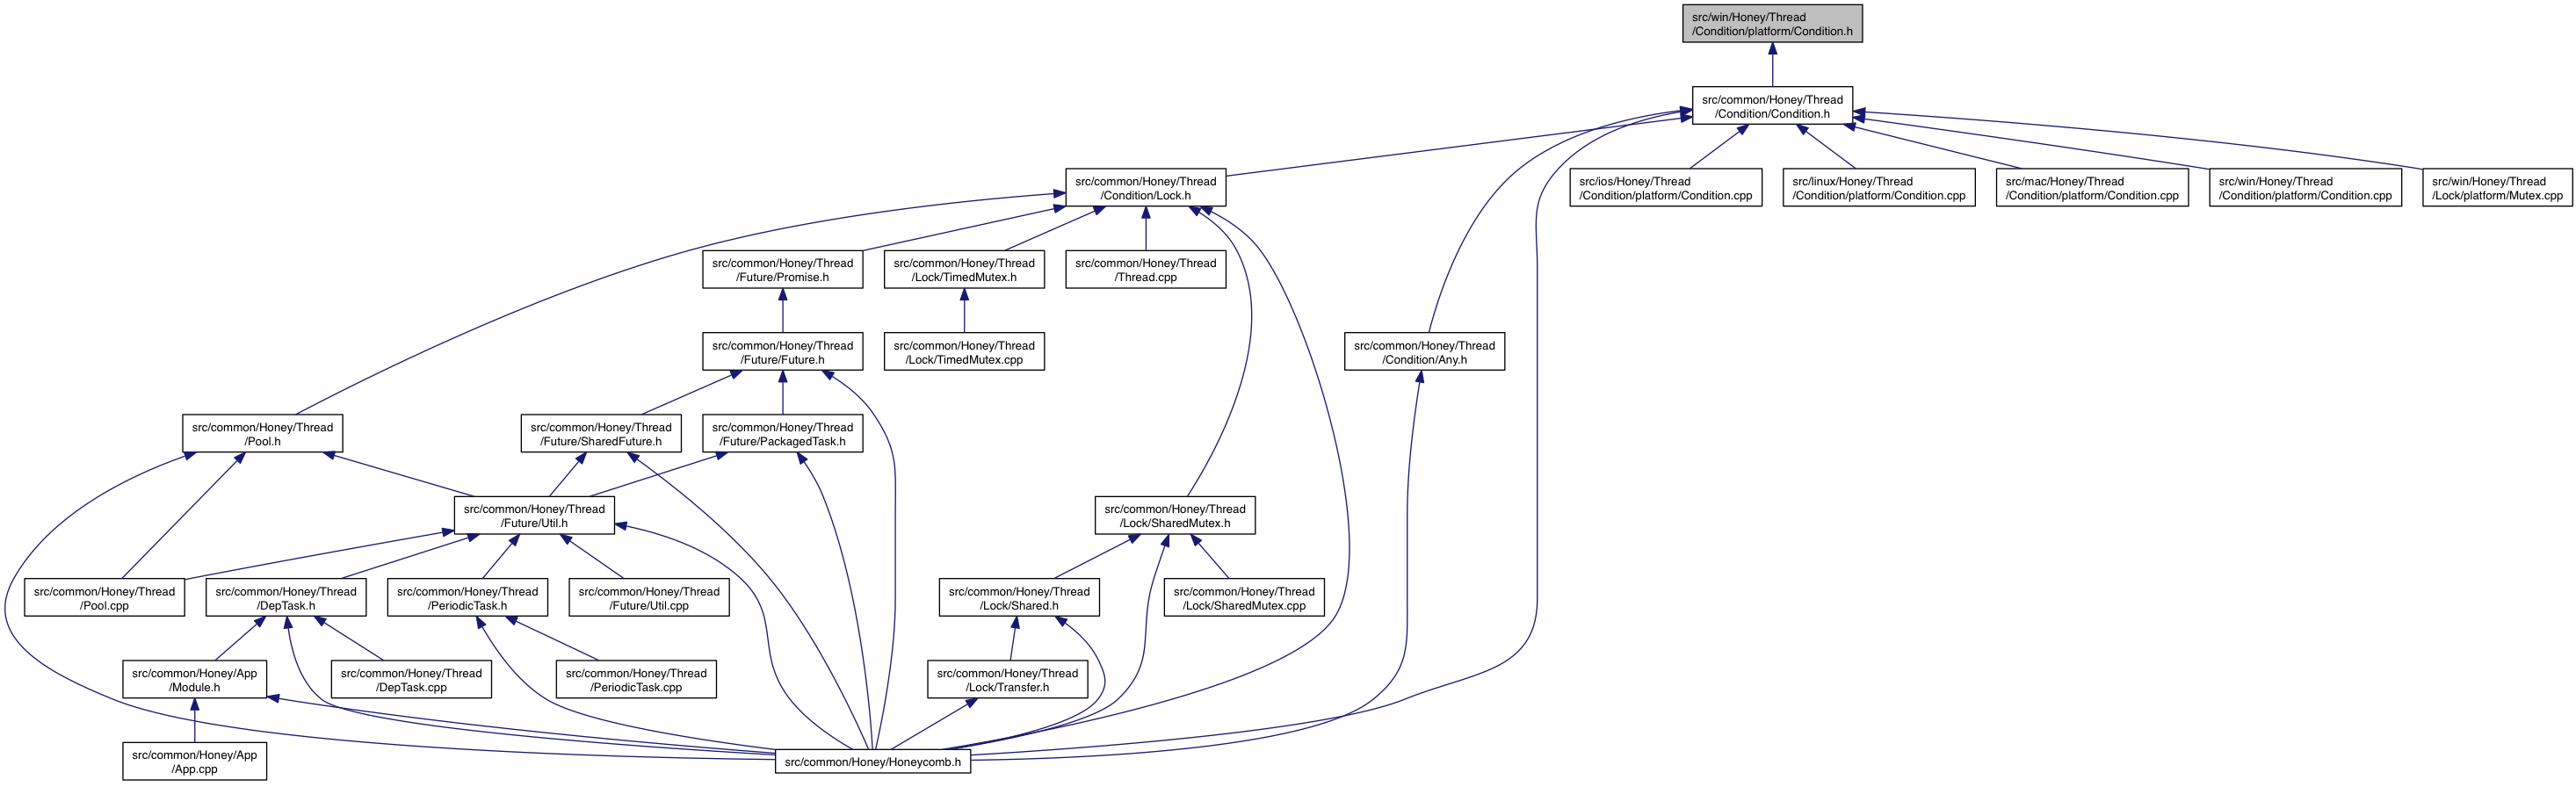 src/win/Honey/Thread
/Condition/platform/Condition.h
src/common/Honey/Thread
/Condition/Condition.h
src/common/Honey/Thread
/Condition/Lock.h
src/ios/Honey/Thread
/Condition/platform/Condition.cpp
src/linux/Honey/Thread
/Condition/platform/Condition.cpp
src/mac/Honey/Thread
/Condition/platform/Condition.cpp
src/win/Honey/Thread
/Condition/platform/Condition.cpp
src/win/Honey/Thread
/Lock/platform/Mutex.cpp
src/common/Honey/Thread
/Future/Promise.h
src/common/Honey/Thread
/Lock/TimedMutex.h
src/common/Honey/Thread
/Thread.cpp
src/common/Honey/Thread
/Future/Future.h
src/common/Honey/Thread
/Lock/TimedMutex.cpp
src/common/Honey/Thread
/Condition/Any.h
src/common/Honey/Thread
/Pool.h
src/common/Honey/Thread
/Future/SharedFuture.h
src/common/Honey/Thread
/Future/PackagedTask.h
src/common/Honey/Thread
/Future/Util.h
src/common/Honey/Thread
/Lock/SharedMutex.h
src/common/Honey/Thread
/Pool.cpp
src/common/Honey/Thread
/DepTask.h
src/common/Honey/Thread
/PeriodicTask.h
src/common/Honey/Thread
/Future/Util.cpp
src/common/Honey/Thread
/Lock/Shared.h
src/common/Honey/Thread
/Lock/SharedMutex.cpp
src/common/Honey/App
/Module.h
src/common/Honey/Thread
/DepTask.cpp
src/common/Honey/Thread
/PeriodicTask.cpp
src/common/Honey/Thread
/Lock/Transfer.h
src/common/Honey/App
/App.cpp
src/common/Honey/Honeycomb.h